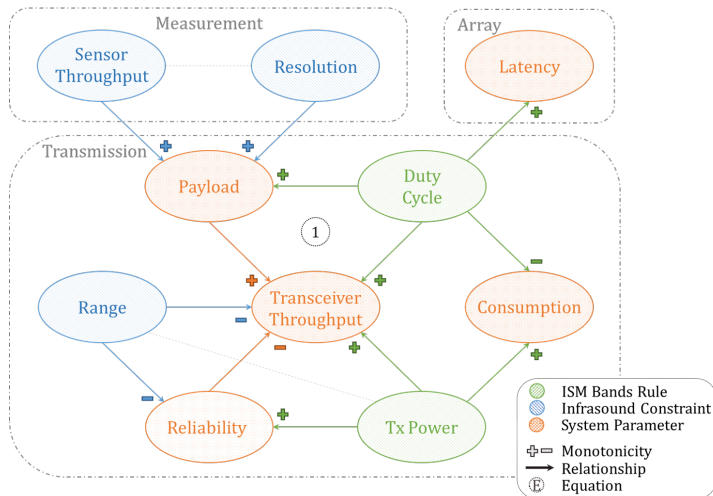 Measurement
Array
Sensor
Throughput
Resolution
Latency
Transmission
Payload
Duty
Cycle
1
Range
Transceiver
Throughput
Consumption
Reliability
Tx Power
ISM Bands Rule
Infrasound Constraint
System Parameter
Monotonicity
Relationship
E
Equation